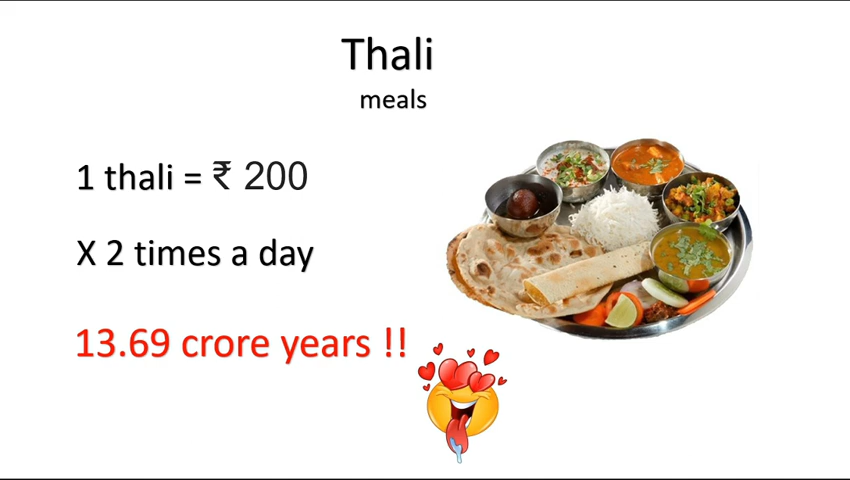 Thali
meals
1 thali = ₹ 200
X 2 times a day
13.69 crore years !!